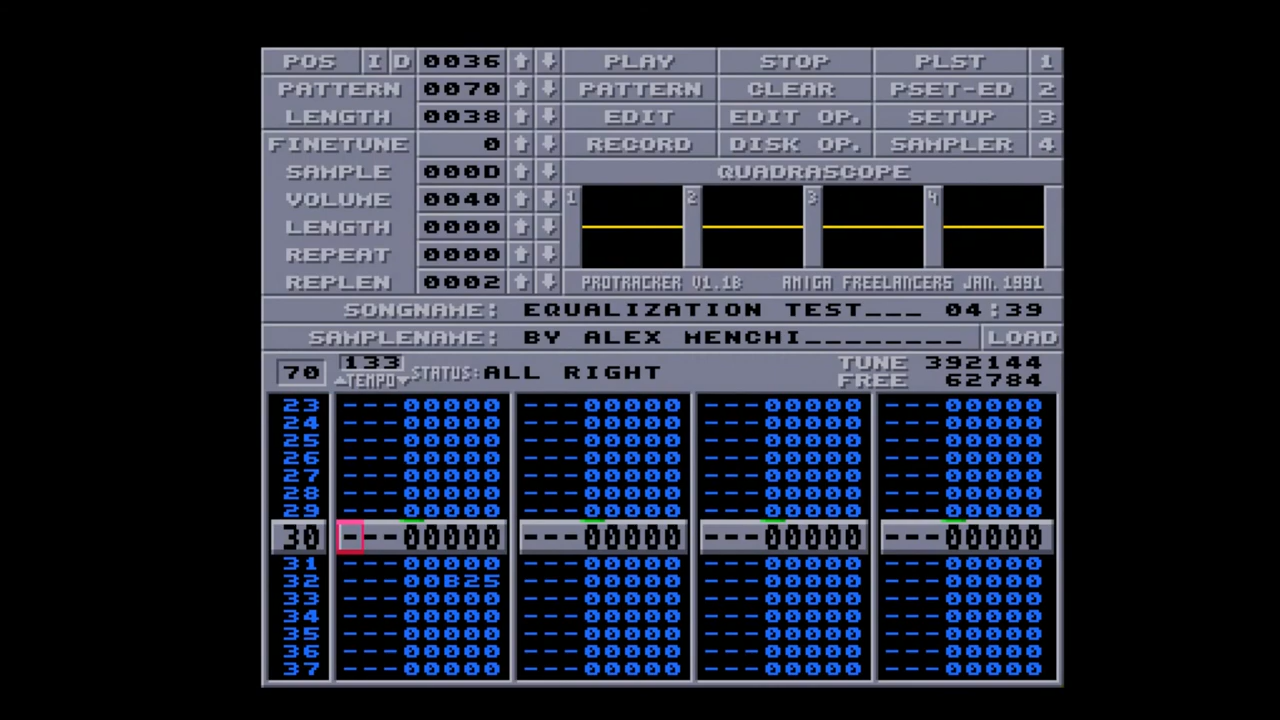 POS I D 0036 PLAY STOP PLST 1
PATTERN 0070 PATTERN CLEAR PSET-ED 2
LENGTH 0038 EDIT EDIT OP. SETUP 3
FINETUNE 0 RECORD DISK OP. SAMPLER 4
SAMPLE 000D QUADRASCOPE
VOLUME 0040 1 2 3 4
LENGTH 0000
REPEAT 0000
REPLEN 0002 PROTRACKER V1.1B AMIGA FREELANCERS JAN.1991
SONGNAME: EQUALIZATION TEST___ 04:39
SAMPLENAME: BY ALEX MENCHI________ LOAD
70 133 TEMPO STATUS:ALL RIGHT TUNE 392144
FREE 62784
23 ---00000 ---00000 ---00000 ---00000
24 ---00000 ---00000 ---00000 ---00000
25 ---00000 ---00000 ---00000 ---00000
26 ---00000 ---00000 ---00000 ---00000
27 ---00000 ---00000 ---00000 ---00000
28 ---00000 ---00000 ---00000 ---00000
29 ---00000 ---00000 ---00000 ---00000
30 ---00000 ---00000 ---00000 ---00000
31 ---00000 ---00000 ---00000 ---00000
32 ---00B25 ---00000 ---00000 ---00000
33 ---00000 ---00000 ---00000 ---00000
34 ---00000 ---00000 ---00000 ---00000
35 ---00000 ---00000 ---00000 ---00000
36 ---00000 ---00000 ---00000 ---00000
37 ---00000 ---00000 ---00000 ---00000